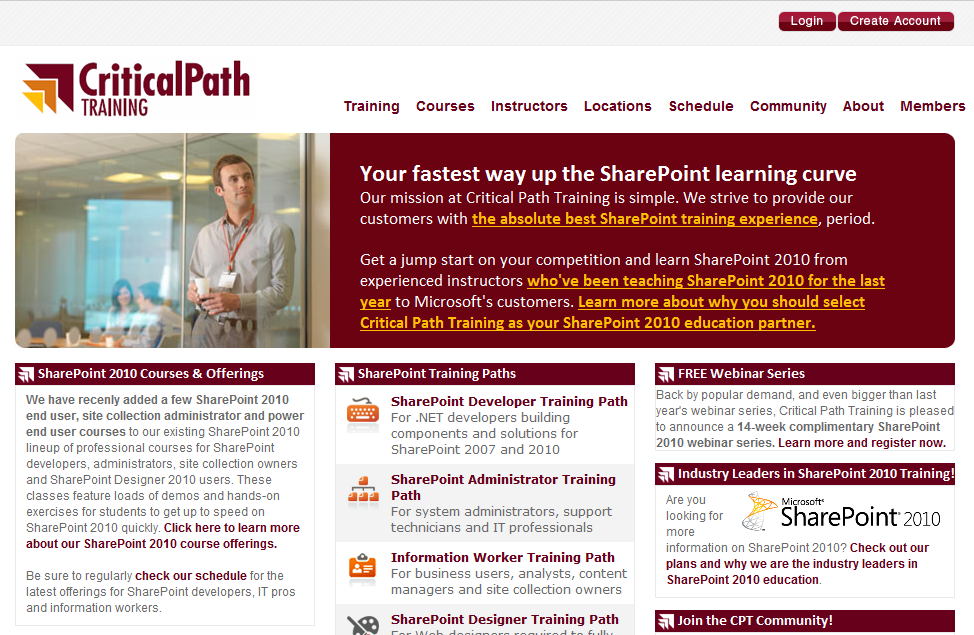 Login
Create Account
CriticalPath
TRAINING
Training
Courses
Instructors
Locations
Schedule
Community
About
Members
Your fastest way up the SharePoint learning curve
Our mission at Critical Path Training is simple. We strive to provide our
customers with the absolute best SharePoint training experience, period.
Get a jump start on your competition and learn SharePoint 2010 from
experienced instructors who've been teaching SharePoint 2010 for the last
year to Microsoft's customers. Learn more about why you should select
Critical Path Training as your SharePoint 2010 education partner.
SharePoint 2010 Courses & Offerings
We have recently added a few SharePoint 2010
end user, site collection administrator and power
end user courses to our existing SharePoint 2010
lineup of professional courses for SharePoint
developers, administrators, site collection owners
and SharePoint Designer 2010 users. These
classes feature loads of demos and hands-on
exercises for students to get up to speed on
SharePoint 2010 quickly. Click here to learn more
about our SharePoint 2010 course offerings.
Be sure to regularly check our schedule for the
latest offerings for SharePoint developers, IT pros
and information workers.
SharePoint Training Paths
SharePoint Developer Training Path
For .NET developers building
components and solutions for
SharePoint 2007 and 2010
SharePoint Administrator Training
Path
For system administrators, support
technicians and IT professionals
Information Worker Training Path
For business users, analysts, content
managers and site collection owners
SharePoint Designer Training Path
For Web designers required to fully
FREE Webinar Series
Back by popular demand, and even bigger than last
year's webinar series, Critical Path Training is pleased
to announce a 14-week complimentary SharePoint
2010 webinar series. Learn more and register now.
Industry Leaders in SharePoint 2010 Training!
Are you
looking for
more
Microsoft®
SharePoint® 2010
information on SharePoint 2010? Check out our
plans and why we are the industry leaders in
SharePoint 2010 education.
Join the CPT Community!